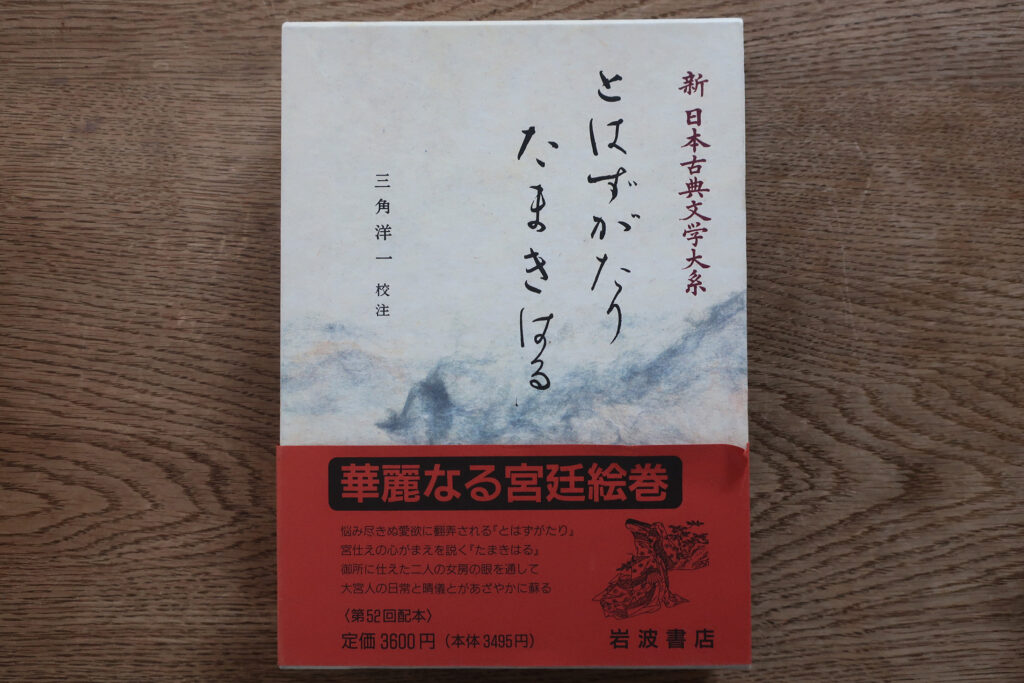 新日本古典文学大系
とはずがたり
たまきはる
三角洋一 校注
華麗なる宮廷絵巻
悩み尽きぬ愛欲に翻弄される『とはずがたり』
宮仕えの心がまえを説く『たまきはる』
御所に仕えた二人の女房の眼を通して
大宮人の日常と晴儀とがあざやかに蘇る
〈第52回配本〉
定価3600円（本体3495円）
岩波書店